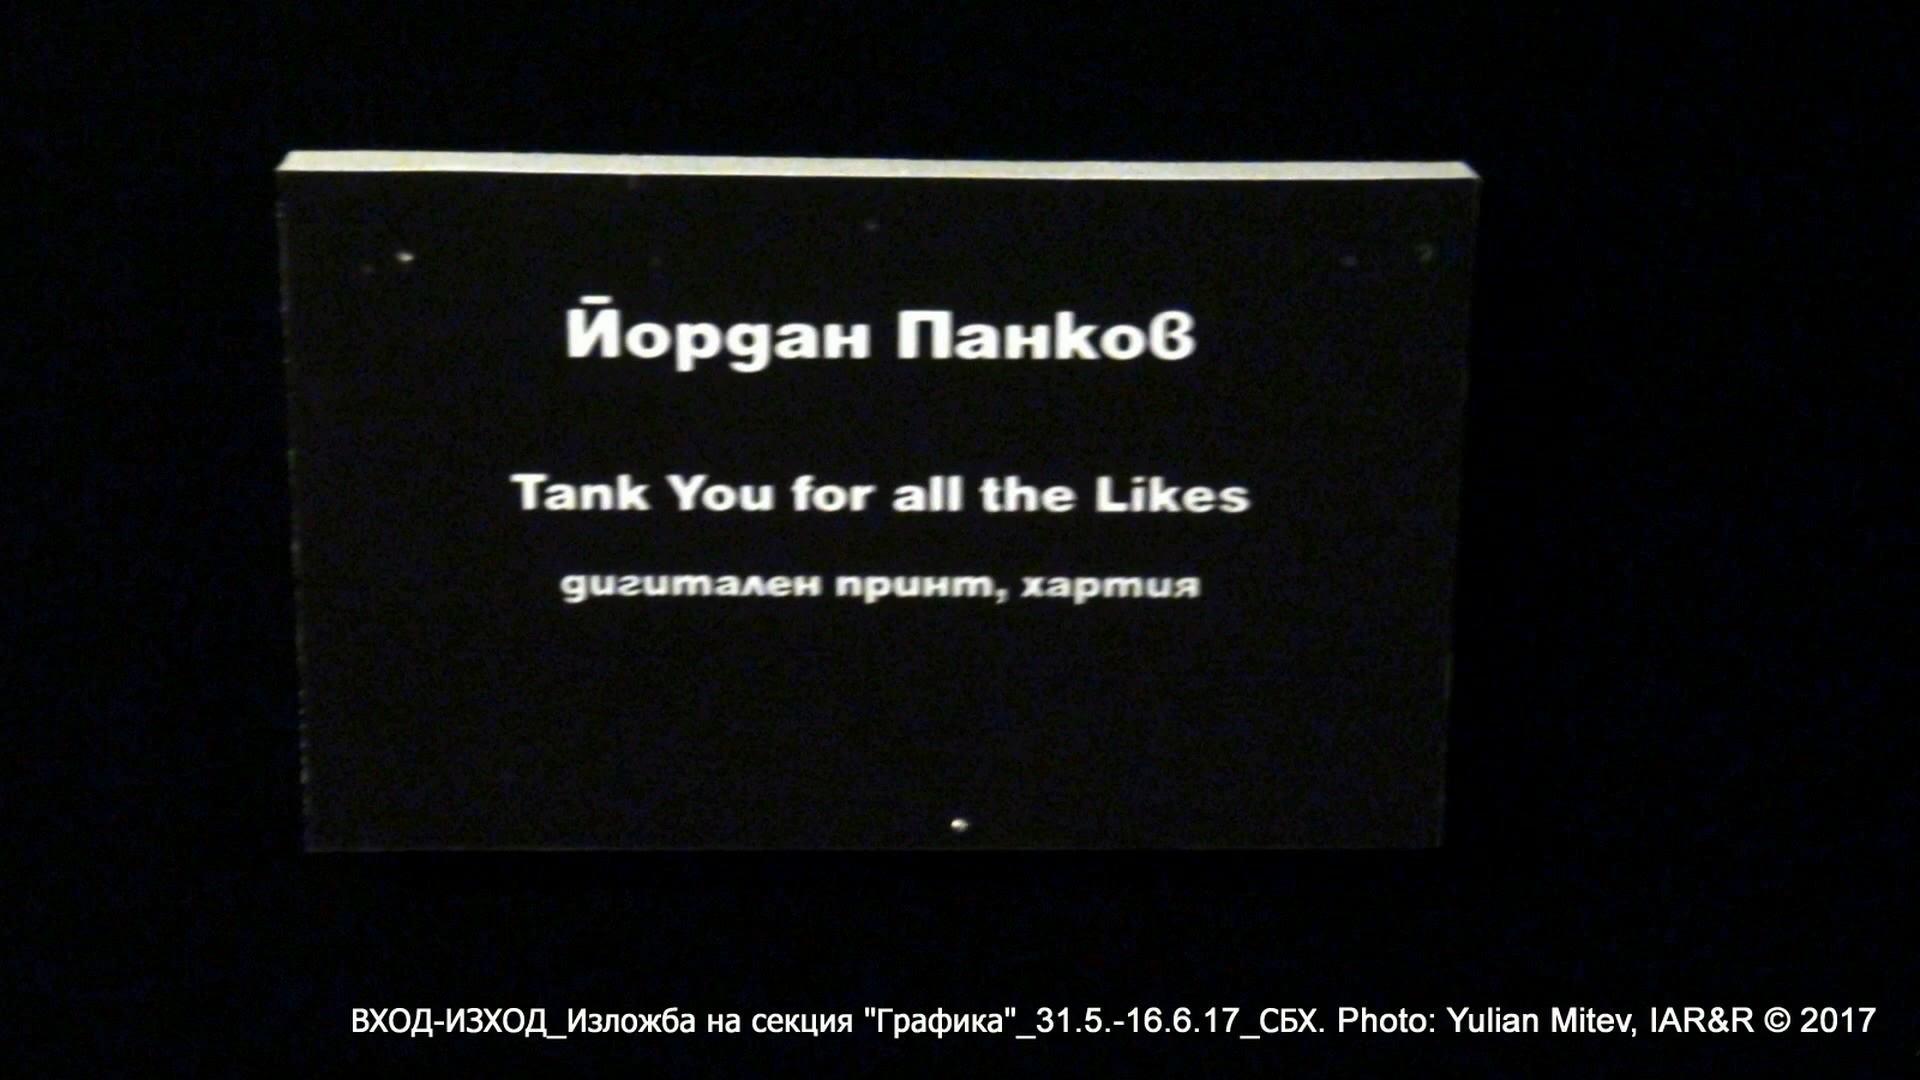 Йордан Панков
Tank You for all the Likes
дигитален принт, хартия
ВХОД-ИЗХОД_Изложба на секция "Графика"_31.5.-16.6.17_СБХ. Photo: Yulian Mitev, IAR&R © 2017